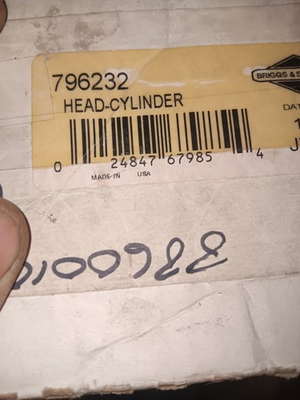 796232
HEAD-CYLINDER
BRIGGS & S
DAT
0 24847 67985 4
MADE IN USA